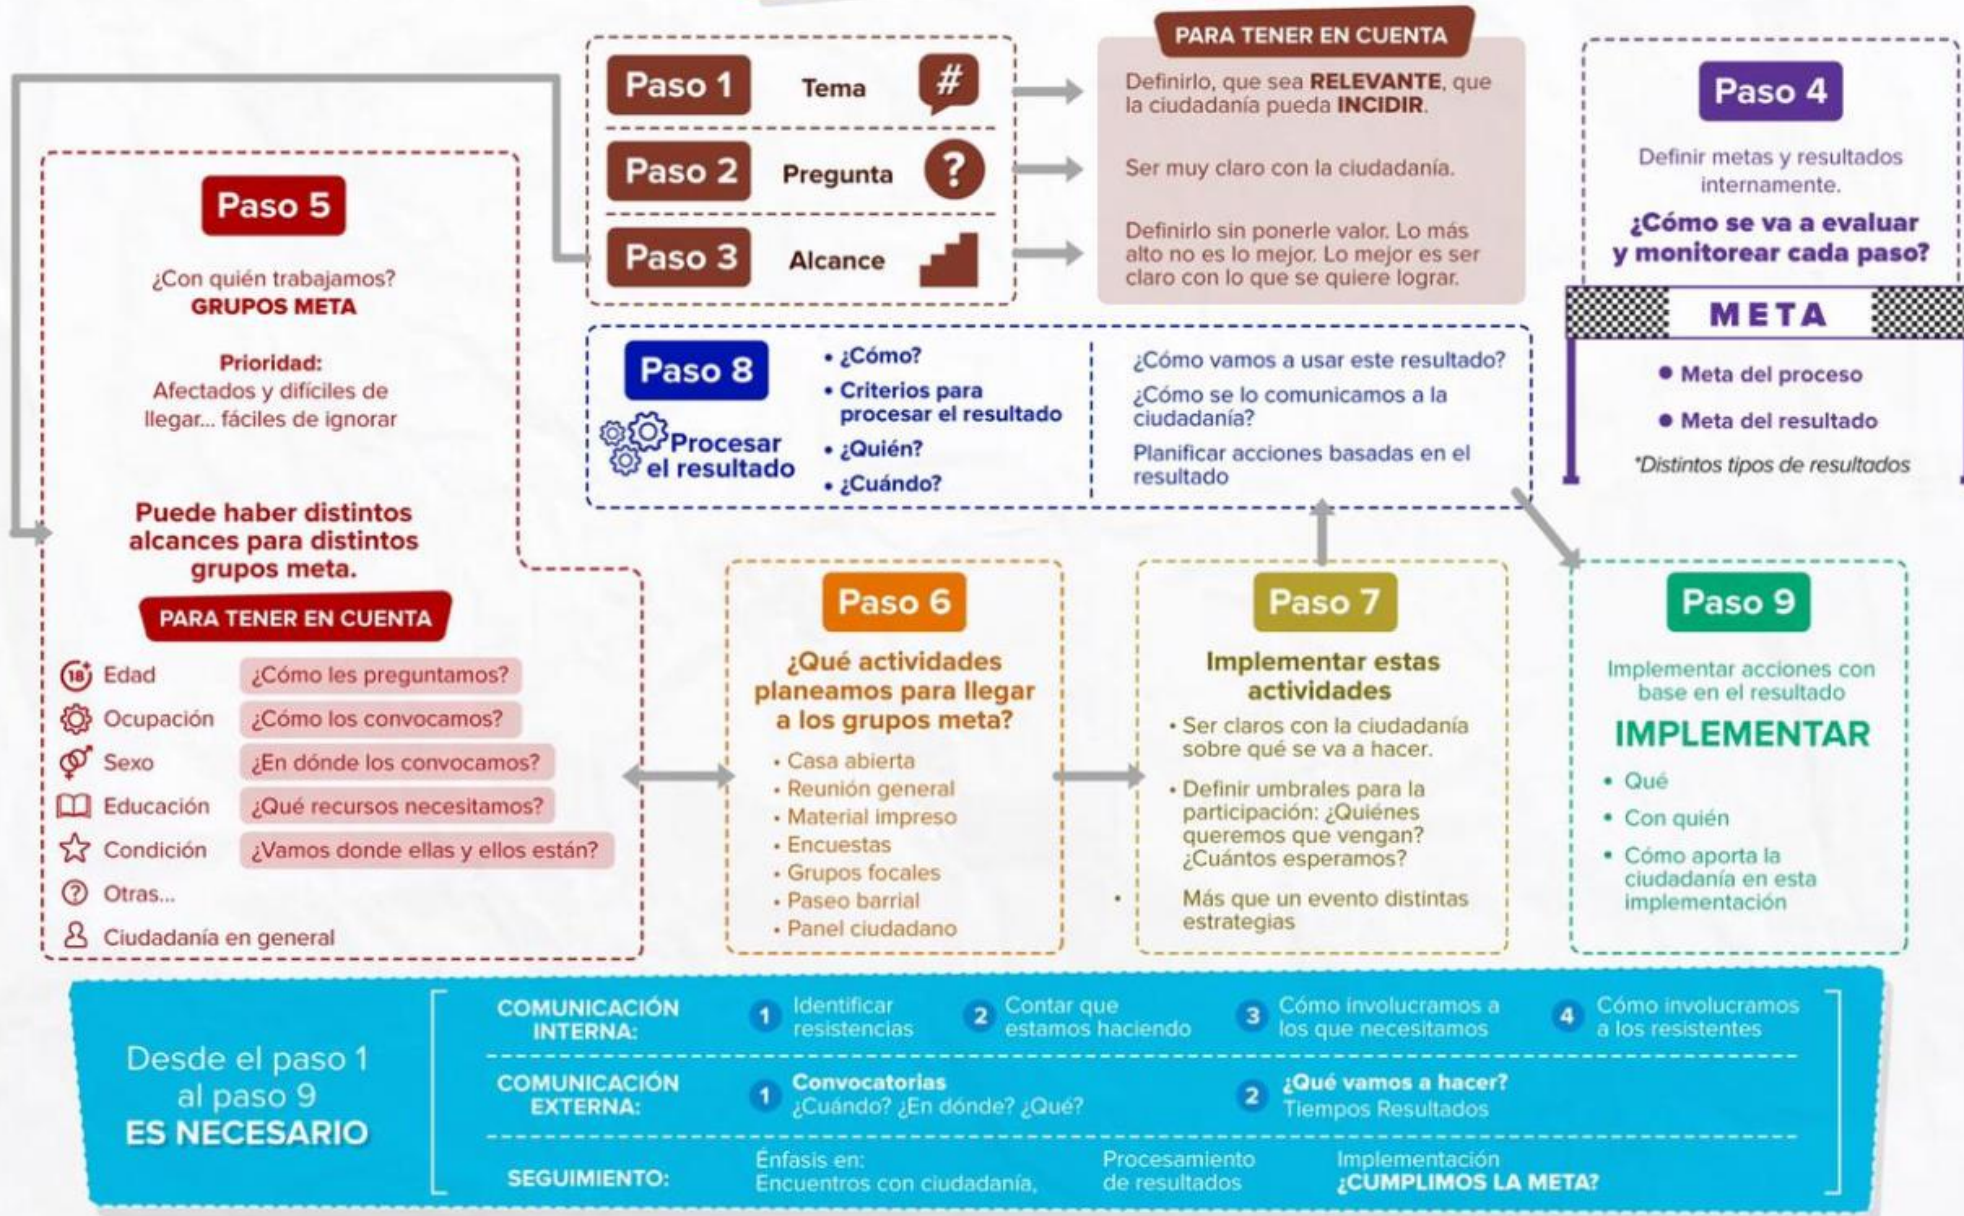 Paso 1
Tema
#
Paso 2
Pregunta
?
Paso 3
Alcance
PARA TENER EN CUENTA
Definirlo, que sea RELEVANTE, que
la ciudadanía pueda INCIDIR.
Ser muy claro con la ciudadanía.
Definirlo sin ponerle valor. Lo más
alto no es lo mejor. Lo mejor es ser
claro con lo que se quiere lograr.
Paso 4
Definir metas y resultados
internamente.
¿Cómo se va a evaluar
y monitorear cada paso?
META
• Meta del proceso
• Meta del resultado
*Distintos tipos de resultados
Paso 5
¿Con quién trabajamos?
GRUPOS META
Prioridad:
Afectados y difíciles de
llegar... fáciles de ignorar
Puede haber distintos
alcances para distintos
grupos meta.
PARA TENER EN CUENTA
18+ Edad
Ocupación
Sexo
Educación
Condición
? Otras...
Ciudadanía en general
¿Cómo les preguntamos?
¿Cómo los convocamos?
¿En dónde los convocamos?
¿Qué recursos necesitamos?
¿Vamos donde ellas y ellos están?
Paso 6
¿Qué actividades
planeamos para llegar
a los grupos meta?
• Casa abierta
• Reunión general
• Material impreso
• Encuestas
• Grupos focales
• Paseo barrial
• Panel ciudadano
Paso 7
Implementar estas
actividades
• Ser claros con la ciudadanía
sobre qué se va a hacer.
• Definir umbrales para la
participación: ¿Quiénes
queremos que vengan?
¿Cuántos esperamos?
• Más que un evento distintas
estrategias
Paso 8
Procesar
el resultado
• ¿Cómo?
• Criterios para
procesar el resultado
• ¿Quién?
• ¿Cuándo?
¿Cómo vamos a usar este resultado?
¿Cómo se lo comunicamos a la
ciudadanía?
Planificar acciones basadas en el
resultado
Paso 9
Implementar acciones con
base en el resultado
IMPLEMENTAR
• Qué
• Con quién
• Cómo aporta la
ciudadanía en esta
implementación
Desde el paso 1
al paso 9
ES NECESARIO
COMUNICACIÓN
INTERNA:
1 Identificar
resistencias
2 Contar que
estamos haciendo
3 Cómo involucramos a
los que necesitamos
4 Cómo involucramos
a los resistentes
COMUNICACIÓN
EXTERNA:
1 Convocatorias
¿Cuándo? ¿En dónde? ¿Qué?
2 ¿Qué vamos a hacer?
Tiempos Resultados
SEGUIMIENTO:
Énfasis en:
Encuentros con ciudadanía,
Procesamiento
de resultados
Implementación
¿CUMPLIMOS LA META?